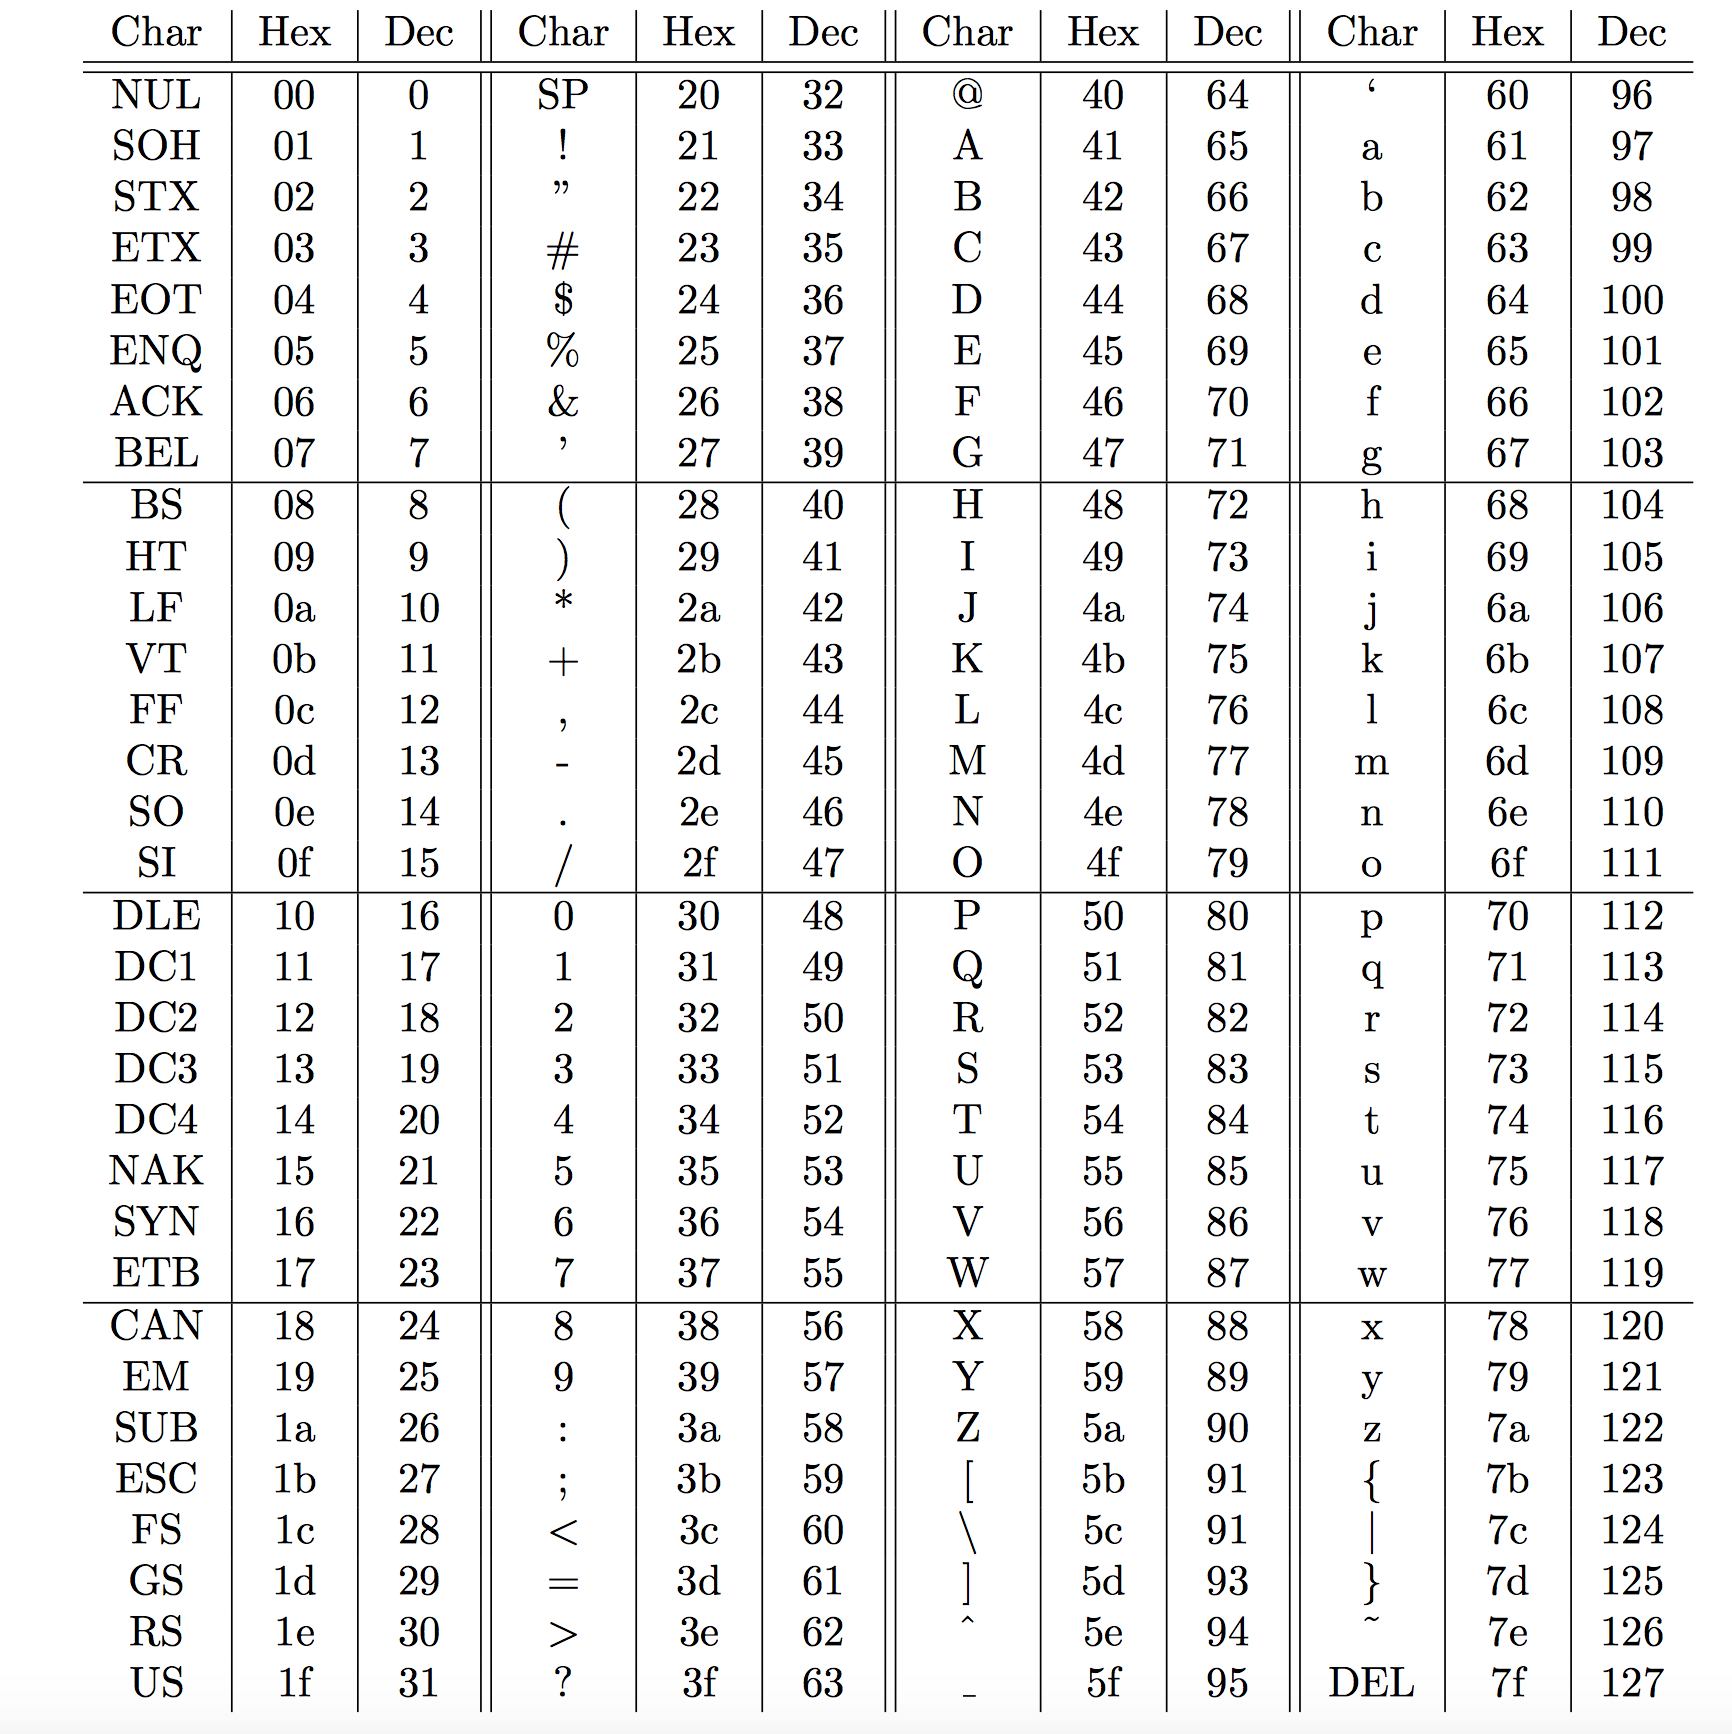 Char Hex Dec Char Hex Dec Char Hex Dec Char Hex Dec
NUL 00 0 SP 20 32 @ 40 64 ‘ 60 96
SOH 01 1 ! 21 33 A 41 65 a 61 97
STX 02 2 ” 22 34 B 42 66 b 62 98
ETX 03 3 # 23 35 C 43 67 c 63 99
EOT 04 4 $ 24 36 D 44 68 d 64 100
ENQ 05 5 % 25 37 E 45 69 e 65 101
ACK 06 6 & 26 38 F 46 70 f 66 102
BEL 07 7 ’ 27 39 G 47 71 g 67 103
BS 08 8 ( 28 40 H 48 72 h 68 104
HT 09 9 ) 29 41 I 49 73 i 69 105
LF 0a 10 * 2a 42 J 4a 74 j 6a 106
VT 0b 11 + 2b 43 K 4b 75 k 6b 107
FF 0c 12 , 2c 44 L 4c 76 l 6c 108
CR 0d 13 - 2d 45 M 4d 77 m 6d 109
SO 0e 14 . 2e 46 N 4e 78 n 6e 110
SI 0f 15 / 2f 47 O 4f 79 o 6f 111
DLE 10 16 0 30 48 P 50 80 p 70 112
DC1 11 17 1 31 49 Q 51 81 q 71 113
DC2 12 18 2 32 50 R 52 82 r 72 114
DC3 13 19 3 33 51 S 53 83 s 73 115
DC4 14 20 4 34 52 T 54 84 t 74 116
NAK 15 21 5 35 53 U 55 85 u 75 117
SYN 16 22 6 36 54 V 56 86 v 76 118
ETB 17 23 7 37 55 W 57 87 w 77 119
CAN 18 24 8 38 56 X 58 88 x 78 120
EM 19 25 9 39 57 Y 59 89 y 79 121
SUB 1a 26 : 3a 58 Z 5a 90 z 7a 122
ESC 1b 27 ; 3b 59 [ 5b 91 { 7b 123
FS 1c 28 < 3c 60 \ 5c 91 | 7c 124
GS 1d 29 = 3d 61 ] 5d 93 } 7d 125
RS 1e 30 > 3e 62 ˆ 5e 94 ˜ 7e 126
US 1f 31 ? 3f 63 _ 5f 95 DEL 7f 127